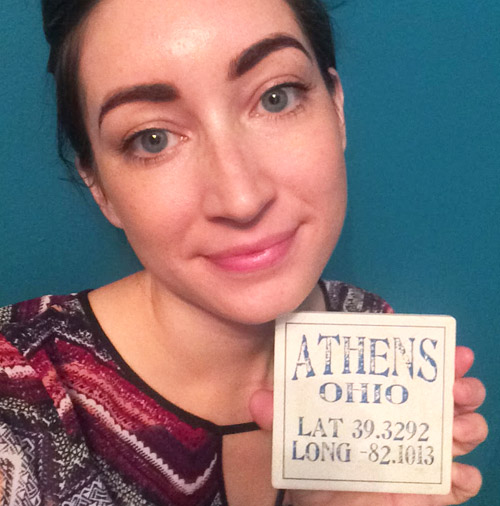 ATHENS
OHIO
LAT 39.3292
LONG -82.1013